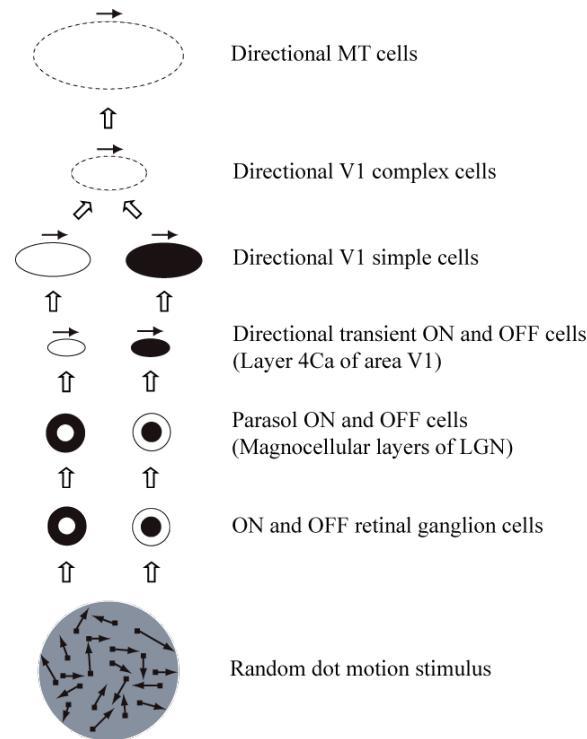 Directional MT cells
Directional V1 complex cells
Directional V1 simple cells
Directional transient ON and OFF cells
(Layer 4Ca of area V1)
Parasol ON and OFF cells
(Magnocellular layers of LGN)
ON and OFF retinal ganglion cells
Random dot motion stimulus